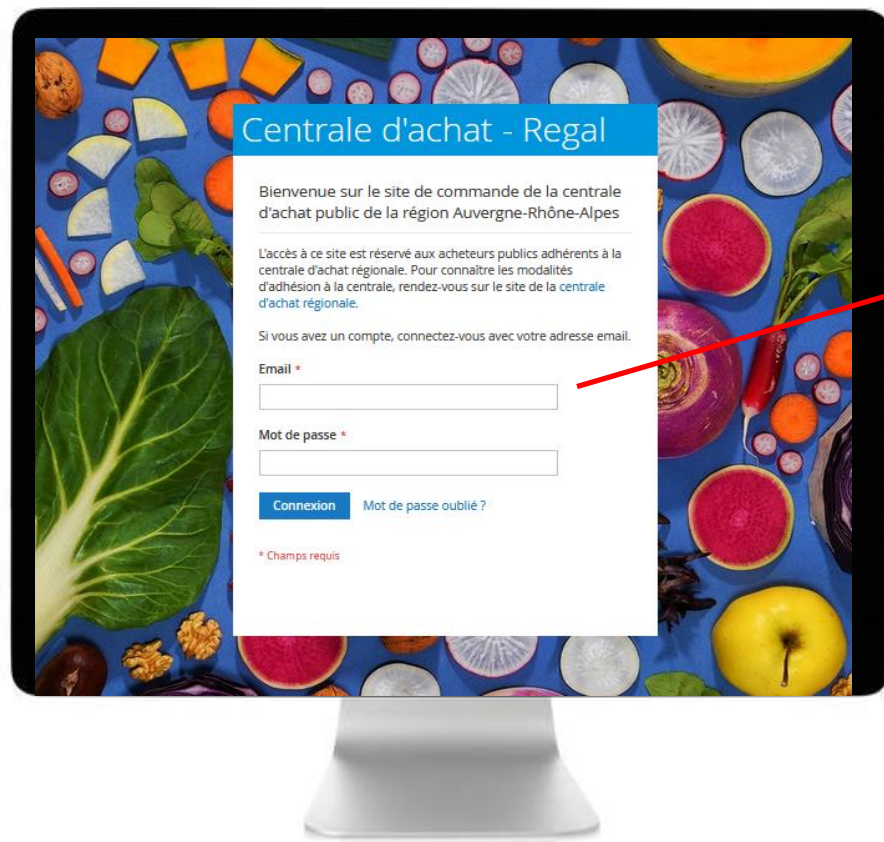 Centrale d'achat - Regal
Bienvenue sur le site de commande de la centrale
d'achat public de la région Auvergne-Rhône-Alpes
L'accès à ce site est réservé aux acheteurs publics adhérents à la
centrale d'achat régionale. Pour connaître les modalités
d'adhésion à la centrale, rendez-vous sur le site de la centrale
d'achat régionale.
Si vous avez un compte, connectez-vous avec votre adresse email.
Email *
Mot de passe *
Connexion Mot de passe oublié ?
* Champs requis